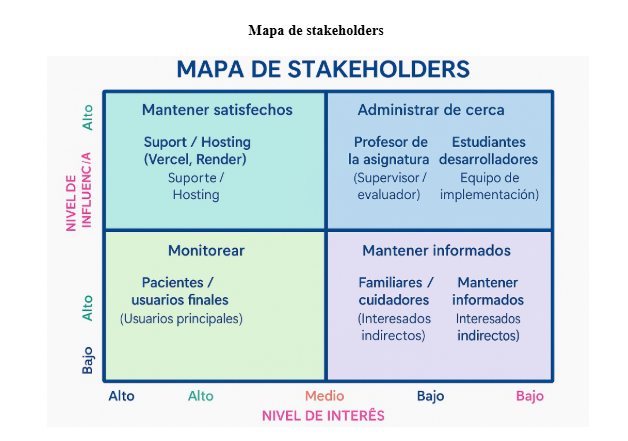 Mapa de stakeholders
MAPA DE STAKEHOLDERS
NIVEL DE
INFLUENC/A
Alto
Alto
Bajo
Mantener satisfechos
Suport / Hosting
(Vercel, Render)
Suporte /
Hosting
Administrar de cerca
Profesor de
la asignatura
(Supervisor /
evaluador)
Estudiantes
desarrolladores
Equipo de
implementación)
Monitorear
Pacientes /
usuarios finales
(Usuarios principales)
Mantener informados
Familiares /
cuidadores
(Interesados
indirectos)
Mantener
informados
Interesados
indirectos)
Alto Alto Medio Bajo Bajo
NIVEL DE INTERÊS